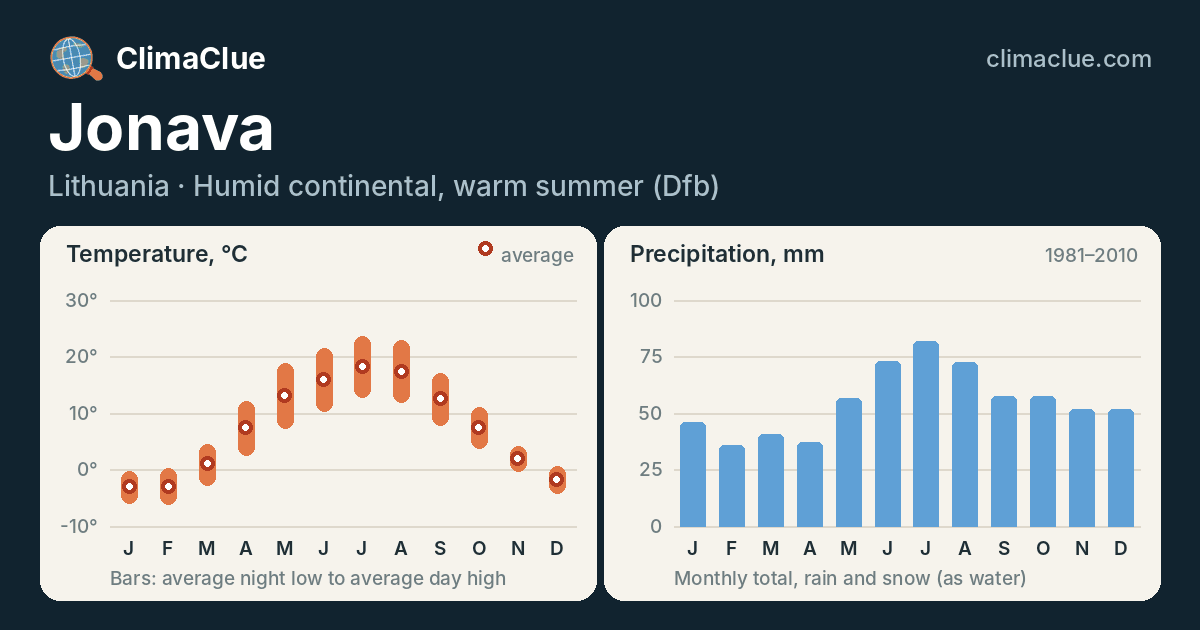 ClimaClue
climaclue.com
Jonava
Lithuania · Humid continental, warm summer (Dfb)
Temperature, °C
average
30°
20°
10°
0°
-10°
J F M A M J J A S O N D
Bars: average night low to average day high
Precipitation, mm
1981–2010
100
75
50
25
0
J F M A M J J A S O N D
Monthly total, rain and snow (as water)